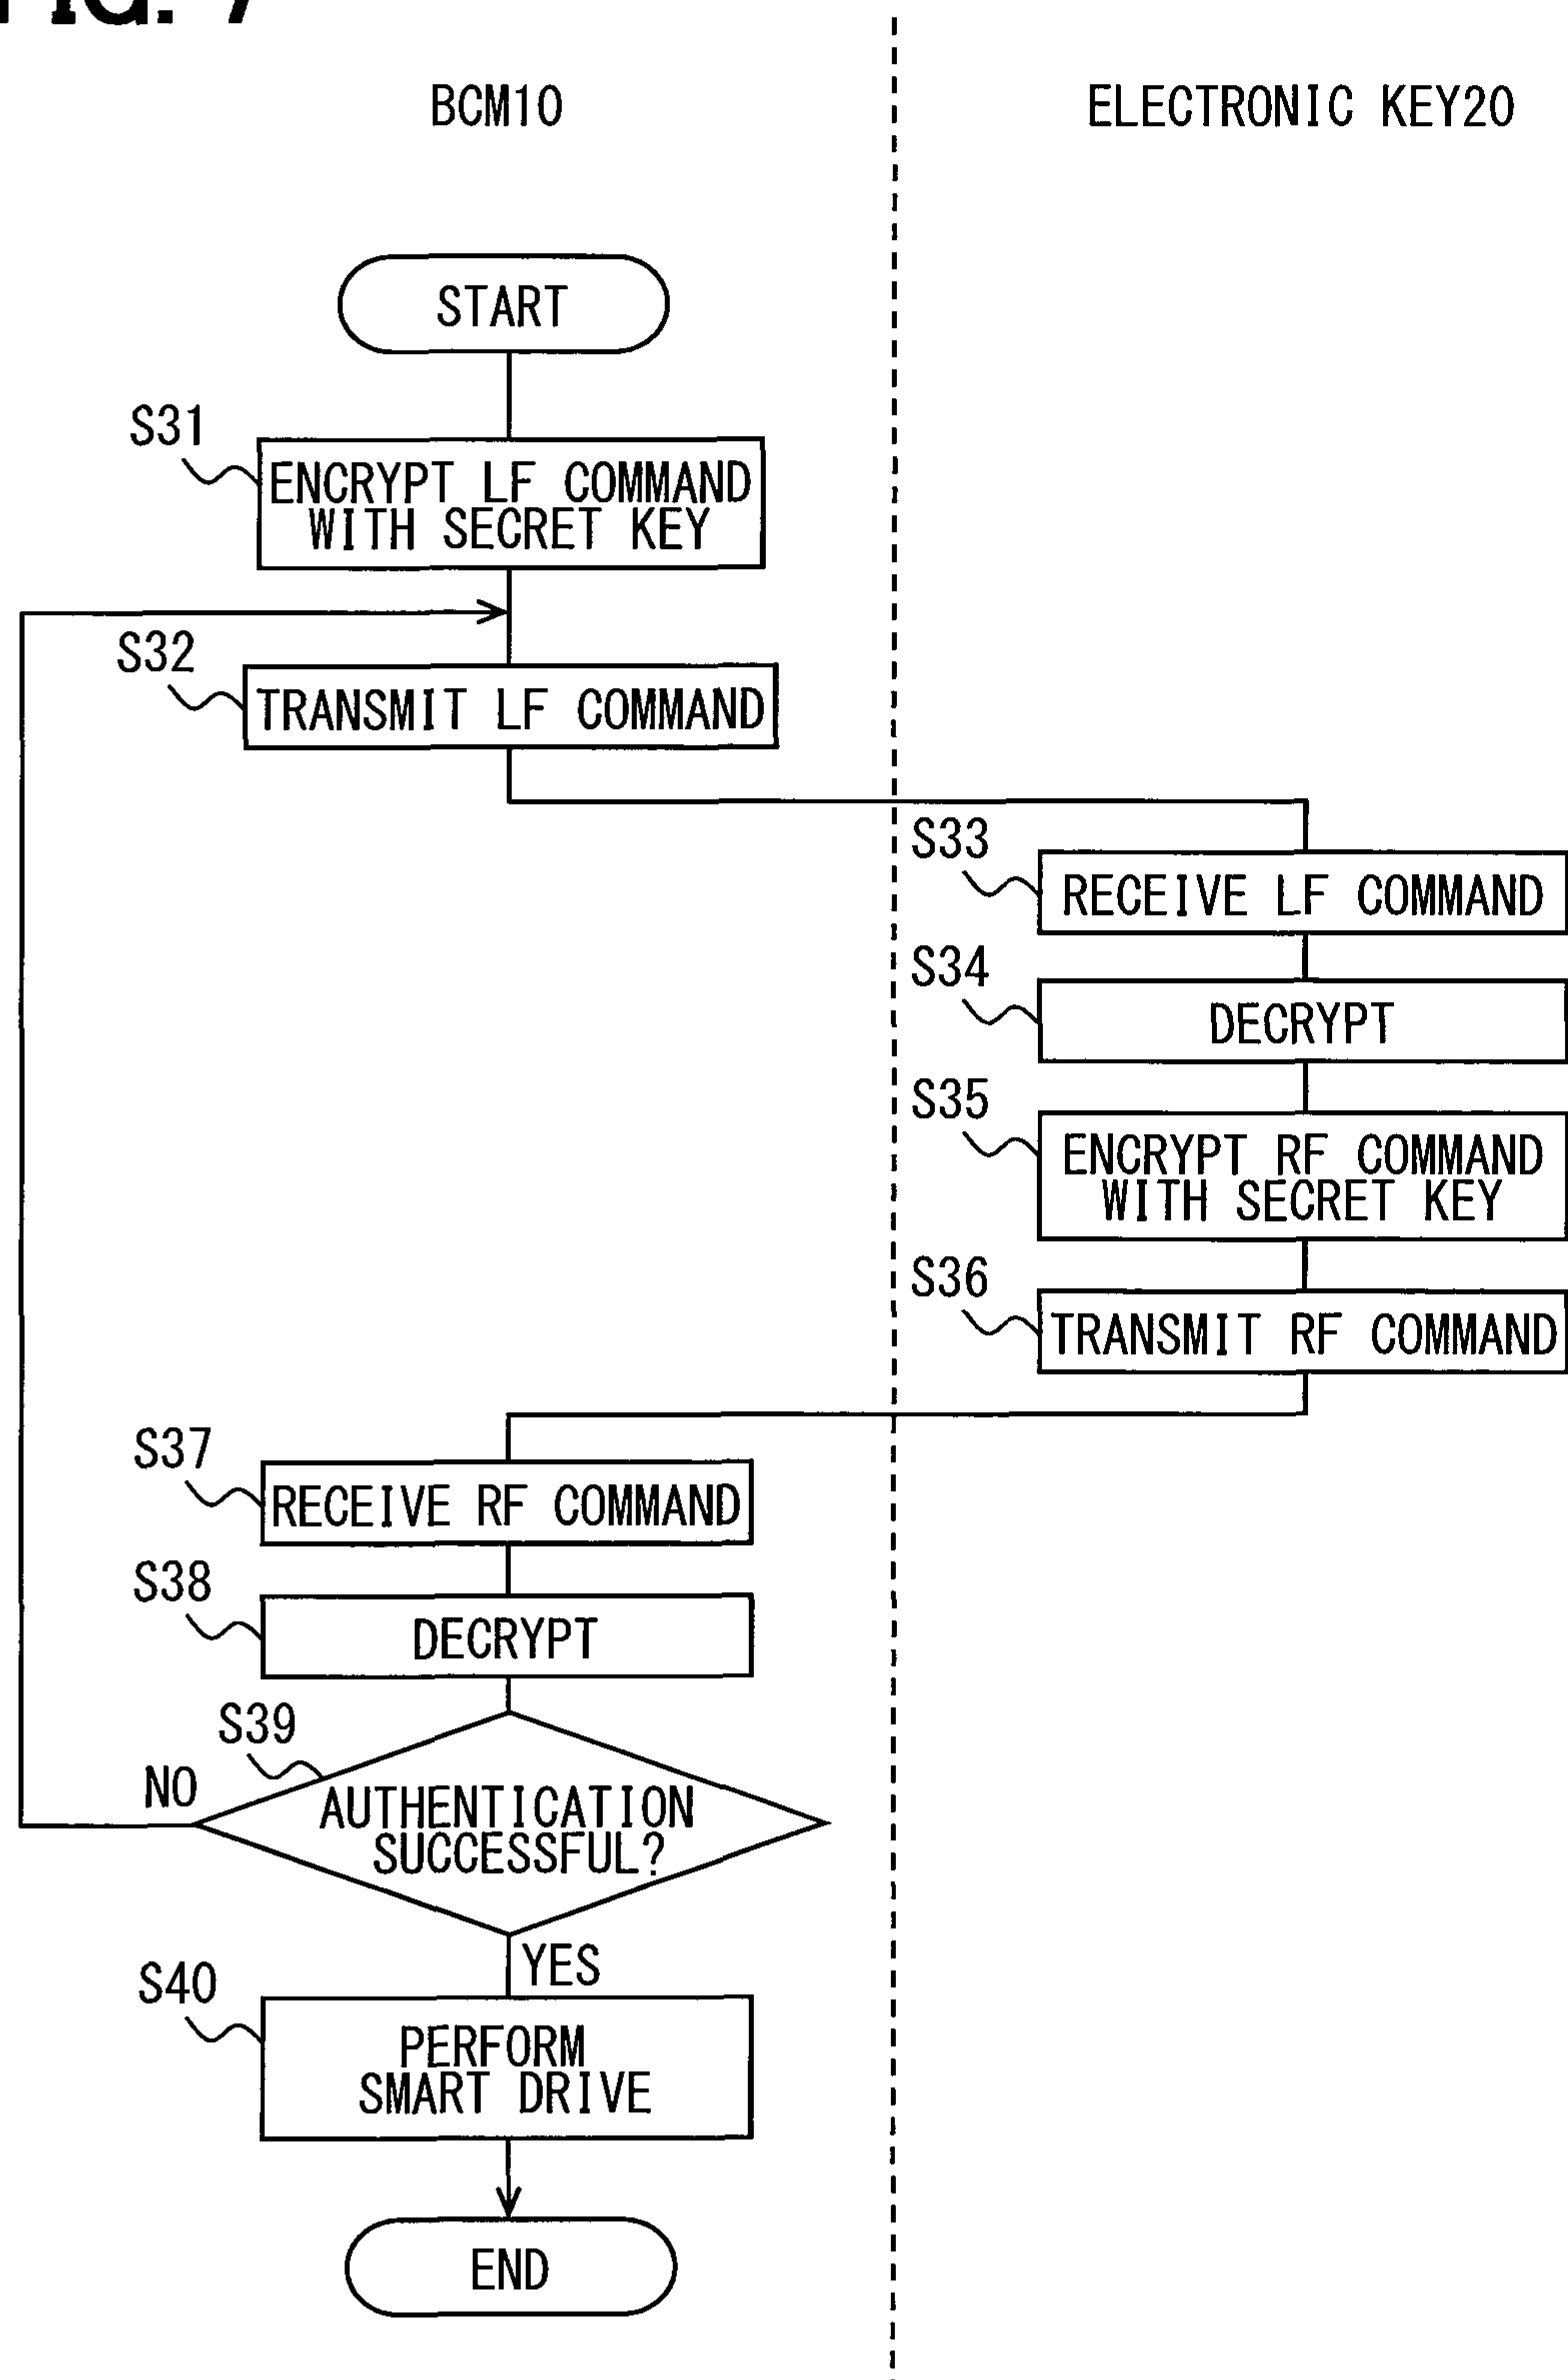 FIG. 7
BCM10
ELECTRONIC KEY20
START
S31
ENCRYPT LF COMMAND
WITH SECRET KEY
S32
TRANSMIT LF COMMAND
S33
RECEIVE LF COMMAND
S34
DECRYPT
S35
ENCRYPT RF COMMAND
WITH SECRET KEY
S36
TRANSMIT RF COMMAND
S37
RECEIVE RF COMMAND
S38
DECRYPT
S39
NO
AUTHENTICATION
SUCCESSFUL?
YES
S40
PERFORM
SMART DRIVE
END